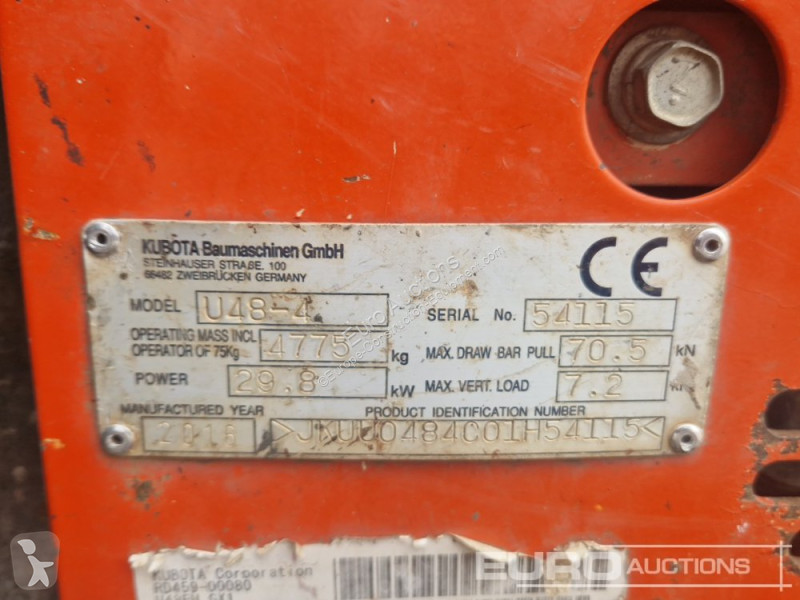 KUBOTA Baumaschinen GmbH
STEINHAUSER STRAßE. 100
66482 ZWEIBRÜCKEN GERMANY
CE
MODEL U48-4 SERIAL No. 54115
OPERATING MASS INCL
OPERATOR OF 75Kg 4775 kg MAX. DRAW BAR PULL 70.5 kN
POWER 29.8 kW MAX. VERT. LOAD 7.2
MANUFACTURED YEAR PRODUCT IDENTIFICATION NUMBER
>JKUU0484C01H54115<
KUBOTA Corporation
RD459-00080
EURO AUCTIONS